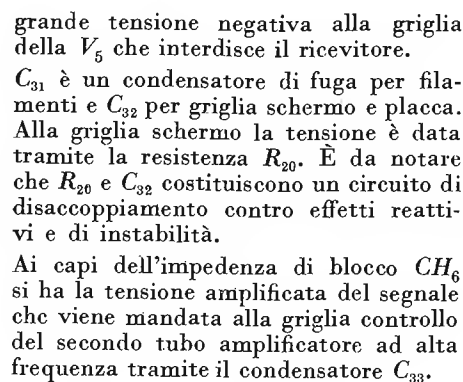 grande tensione negativa alla griglia
della V₅ che interdisce il ricevitore.
C₃₁ è un condensatore di fuga per fila-
menti e C₃₂ per griglia schermo e placca.
Alla griglia schermo la tensione è data
tramite la resistenza R₂₀. È da notare
che R₂₀ e C₃₂ costituiscono un circuito di
disaccoppiamento contro effetti reatti-
vi e di instabilità.
Ai capi dell'impedenza di blocco CH₆
si ha la tensione amplificata del segnale
che viene mandata alla griglia controllo
del secondo tubo amplificatore ad alta
frequenza tramite il condensatore C₃₃.